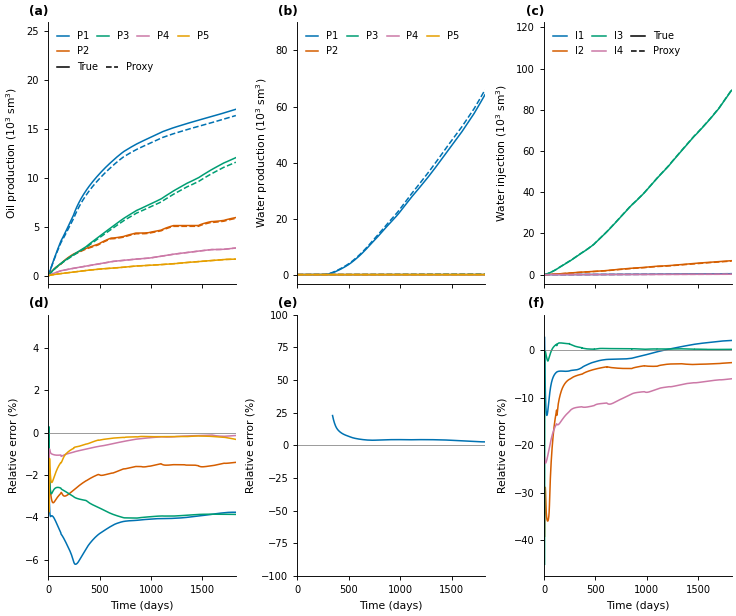 (a)
P1 P3 P4 P5
P2
True Proxy
Oil production (10³ sm³)
25
20
15
10
5
0
(b)
P1 P3 P4 P5
P2
Water production (10³ sm³)
80
60
40
20
0
(c)
I1 I3 True
I2 I4 Proxy
Water injection (10³ sm³)
120
100
80
60
40
20
0
(d)
Relative error (%)
4
2
0
−2
−4
−6
0 500 1000 1500
Time (days)
(e)
Relative error (%)
100
75
50
25
0
−25
−50
−75
−100
0 500 1000 1500
Time (days)
(f)
Relative error (%)
0
−10
−20
−30
−40
0 500 1000 1500
Time (days)